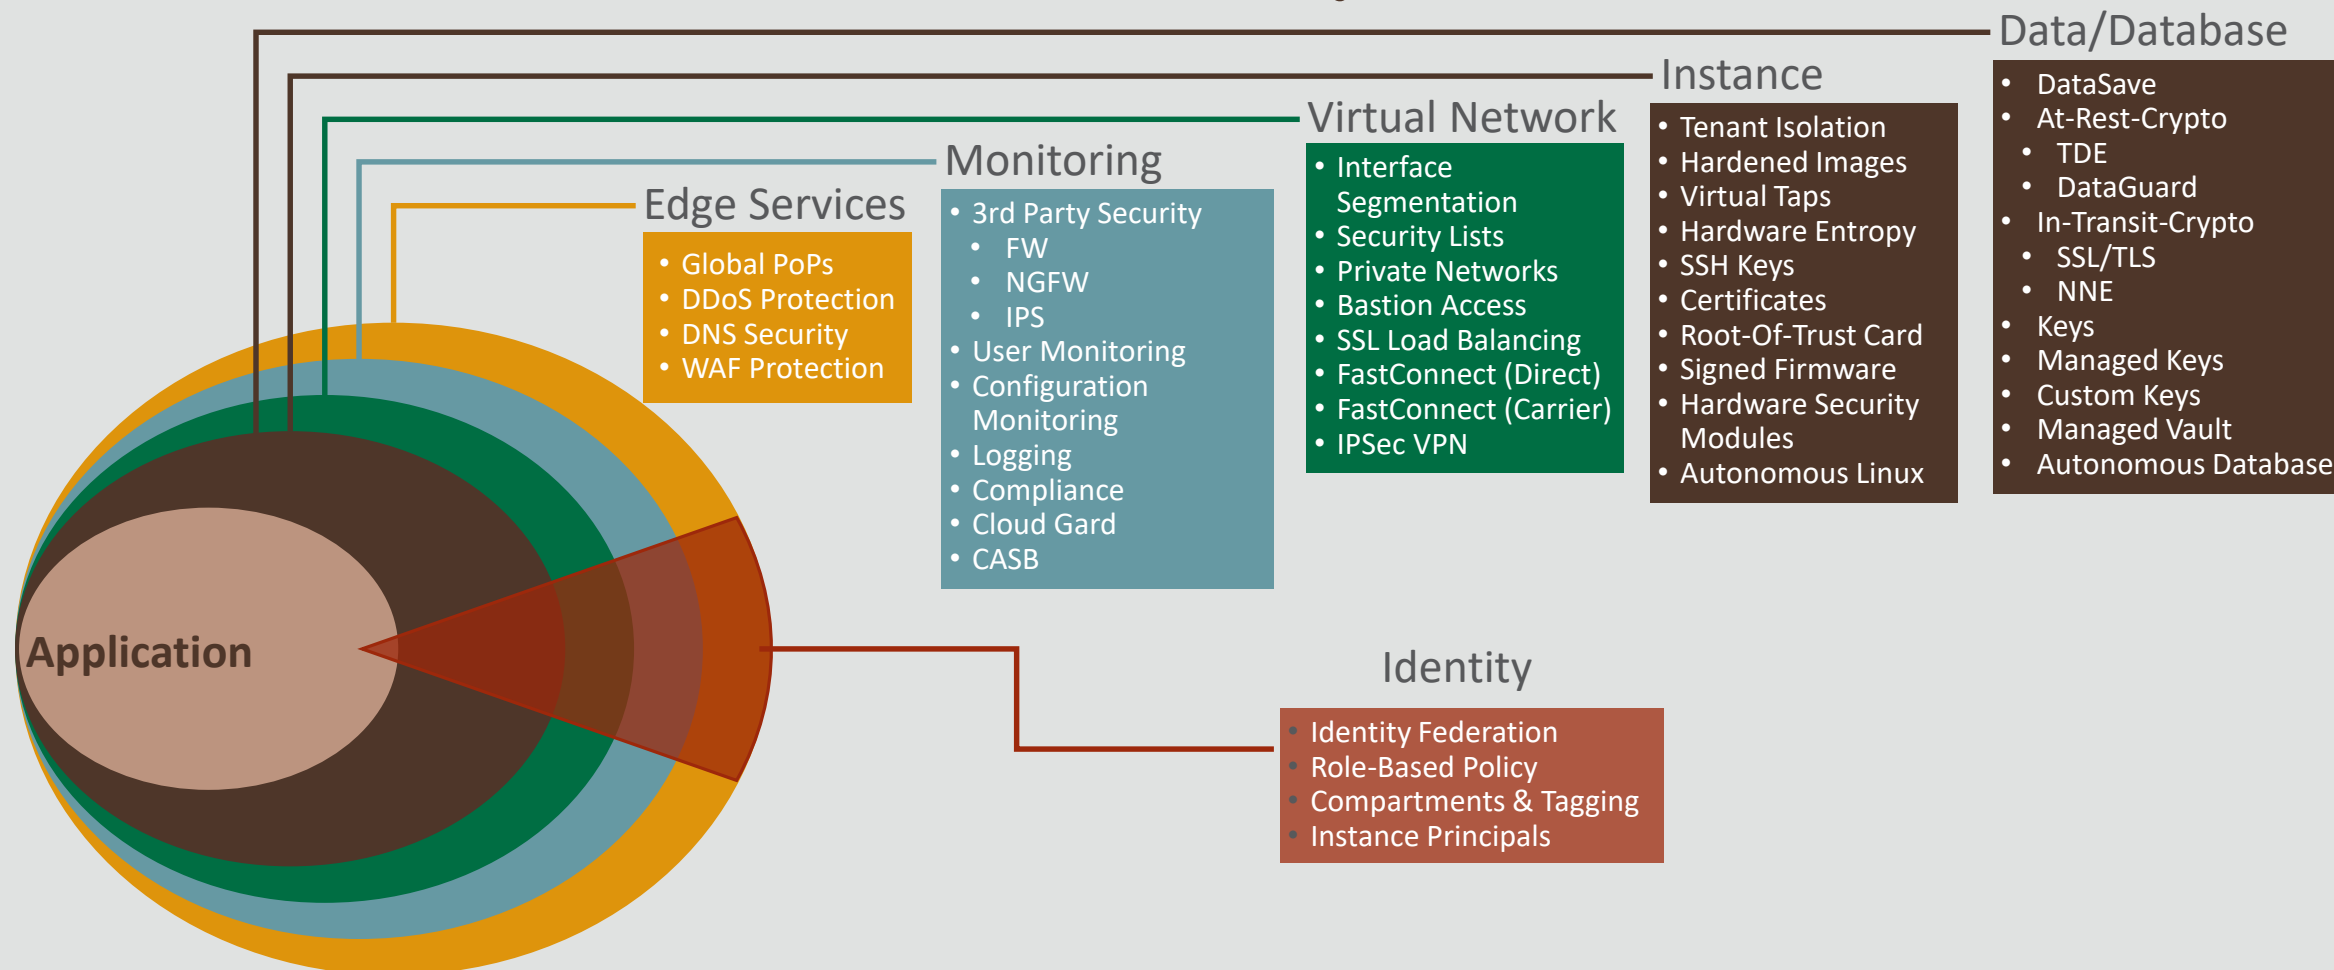 Data/Database
• DataSave
• At-Rest-Crypto
• TDE
• DataGuard
• In-Transit-Crypto
• SSL/TLS
• NNE
• Keys
• Managed Keys
• Custom Keys
• Managed Vault
• Autonomous Database
Instance
• Tenant Isolation
• Hardened Images
• Virtual Taps
• Hardware Entropy
• SSH Keys
• Certificates
• Root-Of-Trust Card
• Signed Firmware
• Hardware Security
Modules
• Autonomous Linux
Virtual Network
• Interface
Segmentation
• Security Lists
• Private Networks
• Bastion Access
• SSL Load Balancing
• FastConnect (Direct)
• FastConnect (Carrier)
• IPSec VPN
Monitoring
• 3rd Party Security
• FW
• NGFW
• IPS
• User Monitoring
• Configuration
Monitoring
• Logging
• Compliance
• Cloud Gard
• CASB
Edge Services
• Global PoPs
• DDoS Protection
• DNS Security
• WAF Protection
Application
Identity
• Identity Federation
• Role-Based Policy
• Compartments & Tagging
• Instance Principals